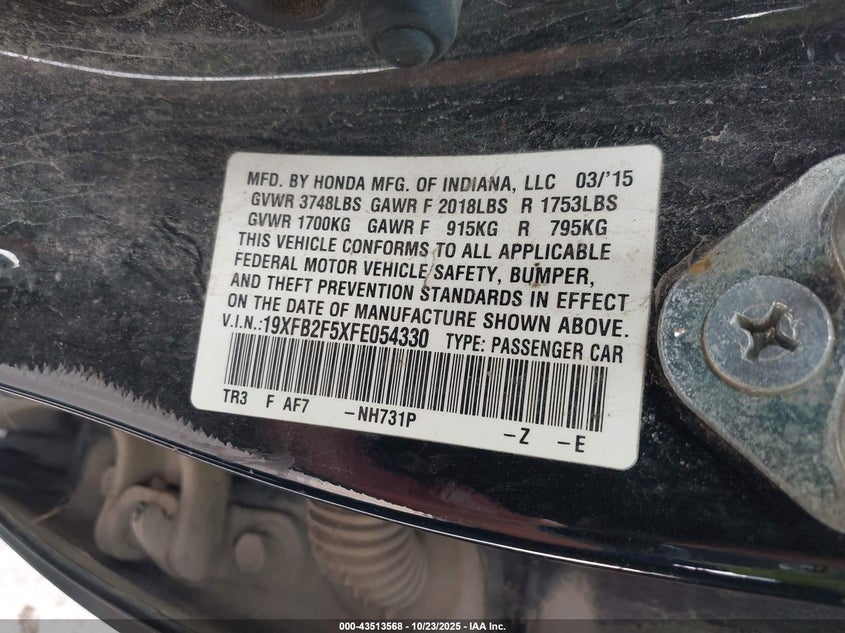 MFD. BY HONDA MFG. OF INDIANA, LLC 03/'15
GVWR 3748LBS GAWR F 2018LBS R 1753LBS
GVWR 1700KG GAWR F 915KG R 795KG
THIS VEHICLE CONFORMS TO ALL APPLICABLE
FEDERAL MOTOR VEHICLE SAFETY, BUMPER,
AND THEFT PREVENTION STANDARDS IN EFFECT
ON THE DATE OF MANUFACTURE SHOWN ABOVE.
V.I.N.:19XFB2F5XFE054330 TYPE: PASSENGER CAR
TR3 F AF7 -NH731P -Z -E
000-43513568 - 10/23/2025 - IAA Inc.